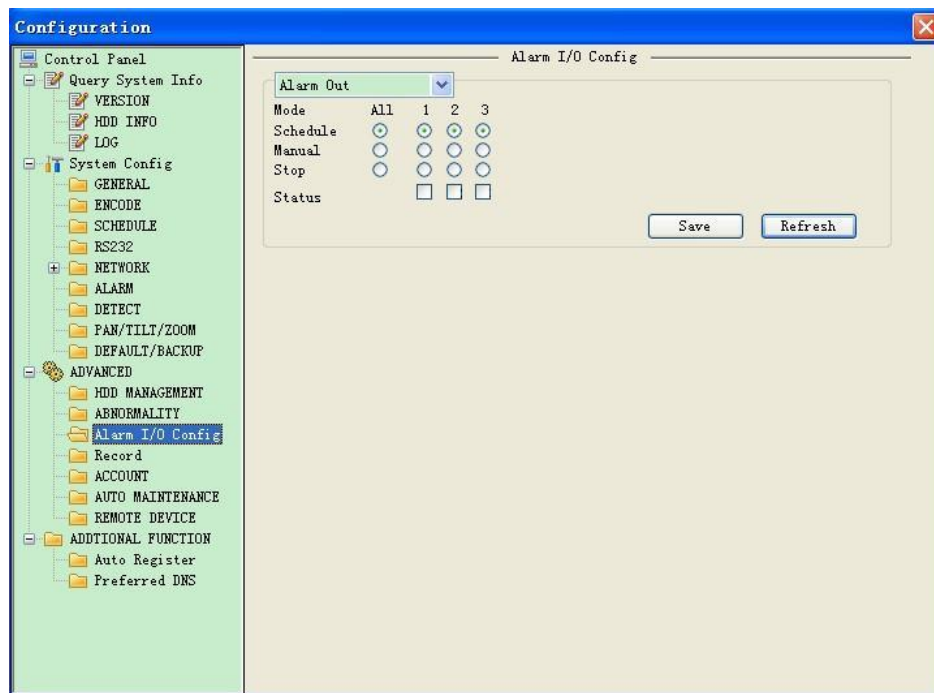 Configuration
Control Panel
Query System Info
VERSION
HDD INFO
LOG
System Config
GENERAL
ENCODE
SCHEDULE
RS232
NETWORK
ALARM
DETECT
PAN/TILT/ZOOM
DEFAULT/BACKUP
ADVANCED
HDD MANAGEMENT
ABNORMALITY
Alarm I/O Config
Record
ACCOUNT
AUTO MAINTENANCE
REMOTE DEVICE
ADDTIONAL FUNCTION
Auto Register
Preferred DNS
Alarm I/O Config
Alarm Out
Mode All 1 2 3
Schedule
Manual
Stop
Status
Save Refresh